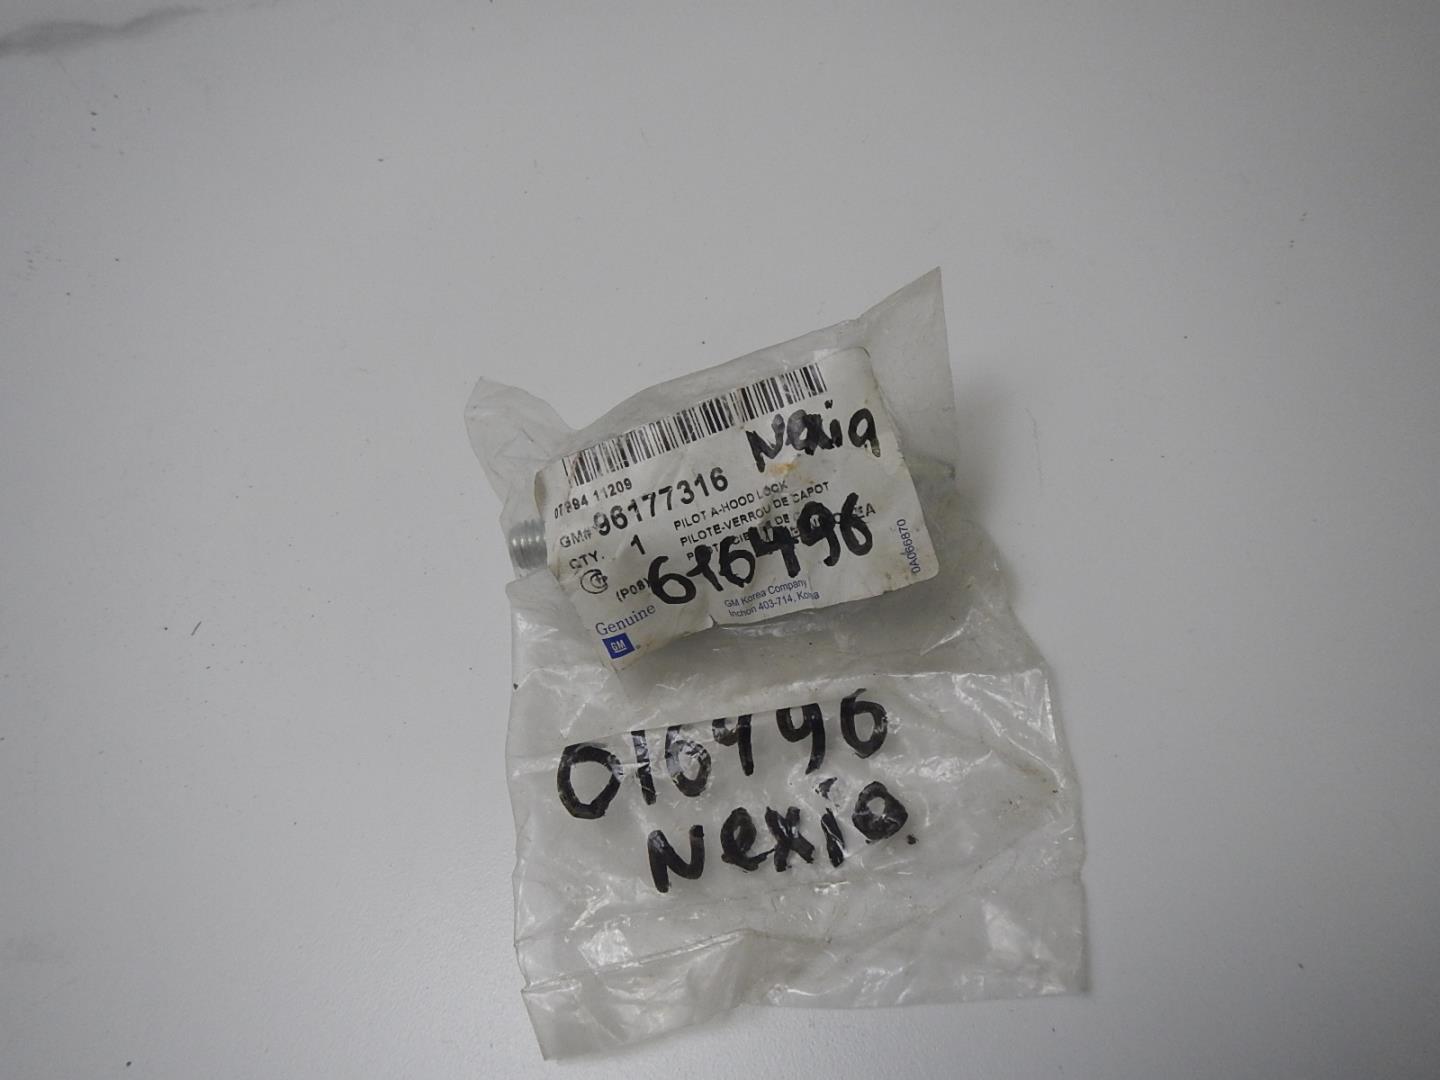 07994 11209
Nexia
GM# 96177316
PILOT A-HOOD LOCK
QTY. 1
PILOTE-VERROU DE CAPOT
(P08)
616496
Genuine
GM
GM Korea Company
Inchon 403-714, Korea
0A066870
016496
Nexia